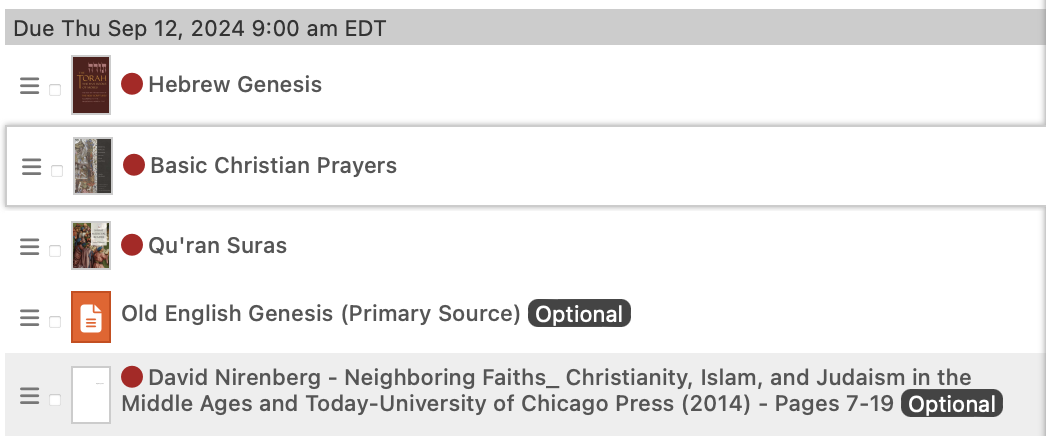 Due Thu Sep 12, 2024 9:00 am EDT
TORAH
Hebrew Genesis
Basic Christian Prayers
Qu'ran Suras
Old English Genesis (Primary Source) Optional
David Nirenberg - Neighboring Faiths_ Christianity, Islam, and Judaism in the
Middle Ages and Today-University of Chicago Press (2014) - Pages 7-19 Optional